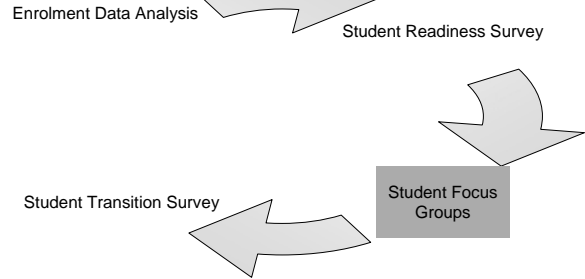 Enrolment Data Analysis
Student Readiness Survey
Student Focus
Groups
Student Transition Survey